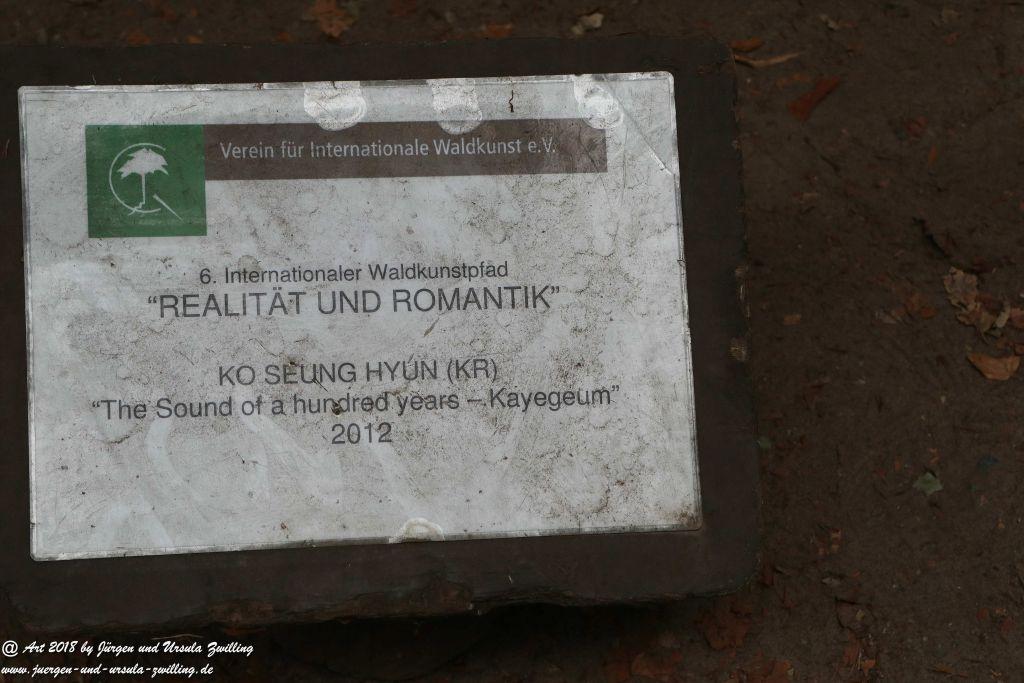 Verein für Internationale Waldkunst e.V.
6. Internationaler Waldkunstpfad
“REALITÄT UND ROMANTIK”
KO SEUNG HYUN (KR)
“The Sound of a hundred years – Kayegeum”
2012
@ Art 2018 by Jürgen und Ursula Zwilling
www.juergen-und-ursula-zwilling.de